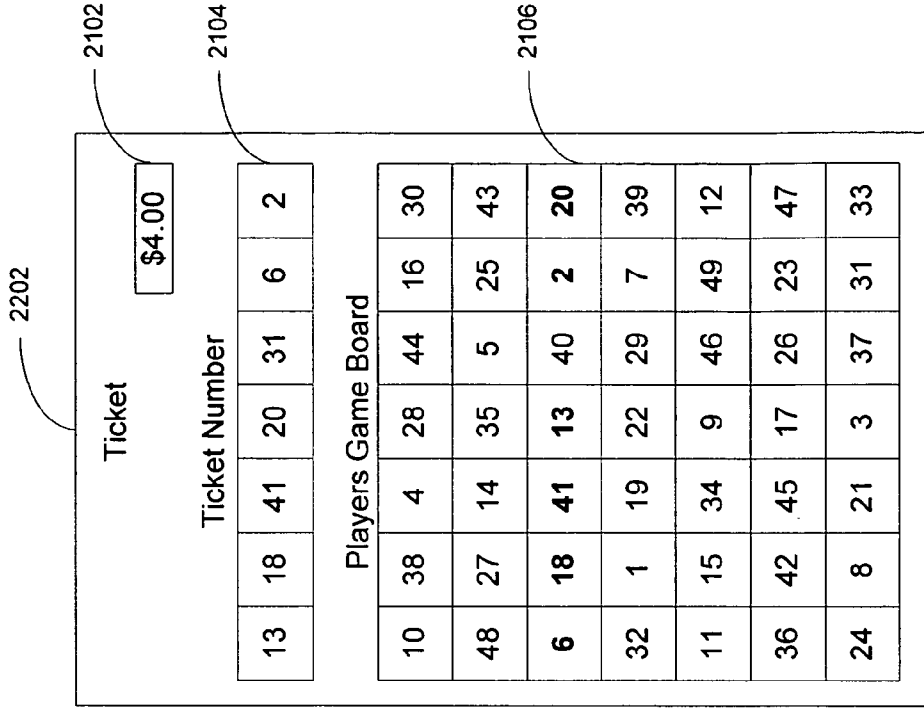 2202
Ticket
$4.00
2102
Ticket Number
13 18 41 20 31 6 2
2104
Players Game Board
10 38 4 28 44 16 30
48 27 14 35 5 25 43
6 18 41 13 40 2 20
2106
32 1 19 22 29 7 39
11 15 34 9 46 49 12
36 42 45 17 26 23 47
24 8 21 3 37 31 33